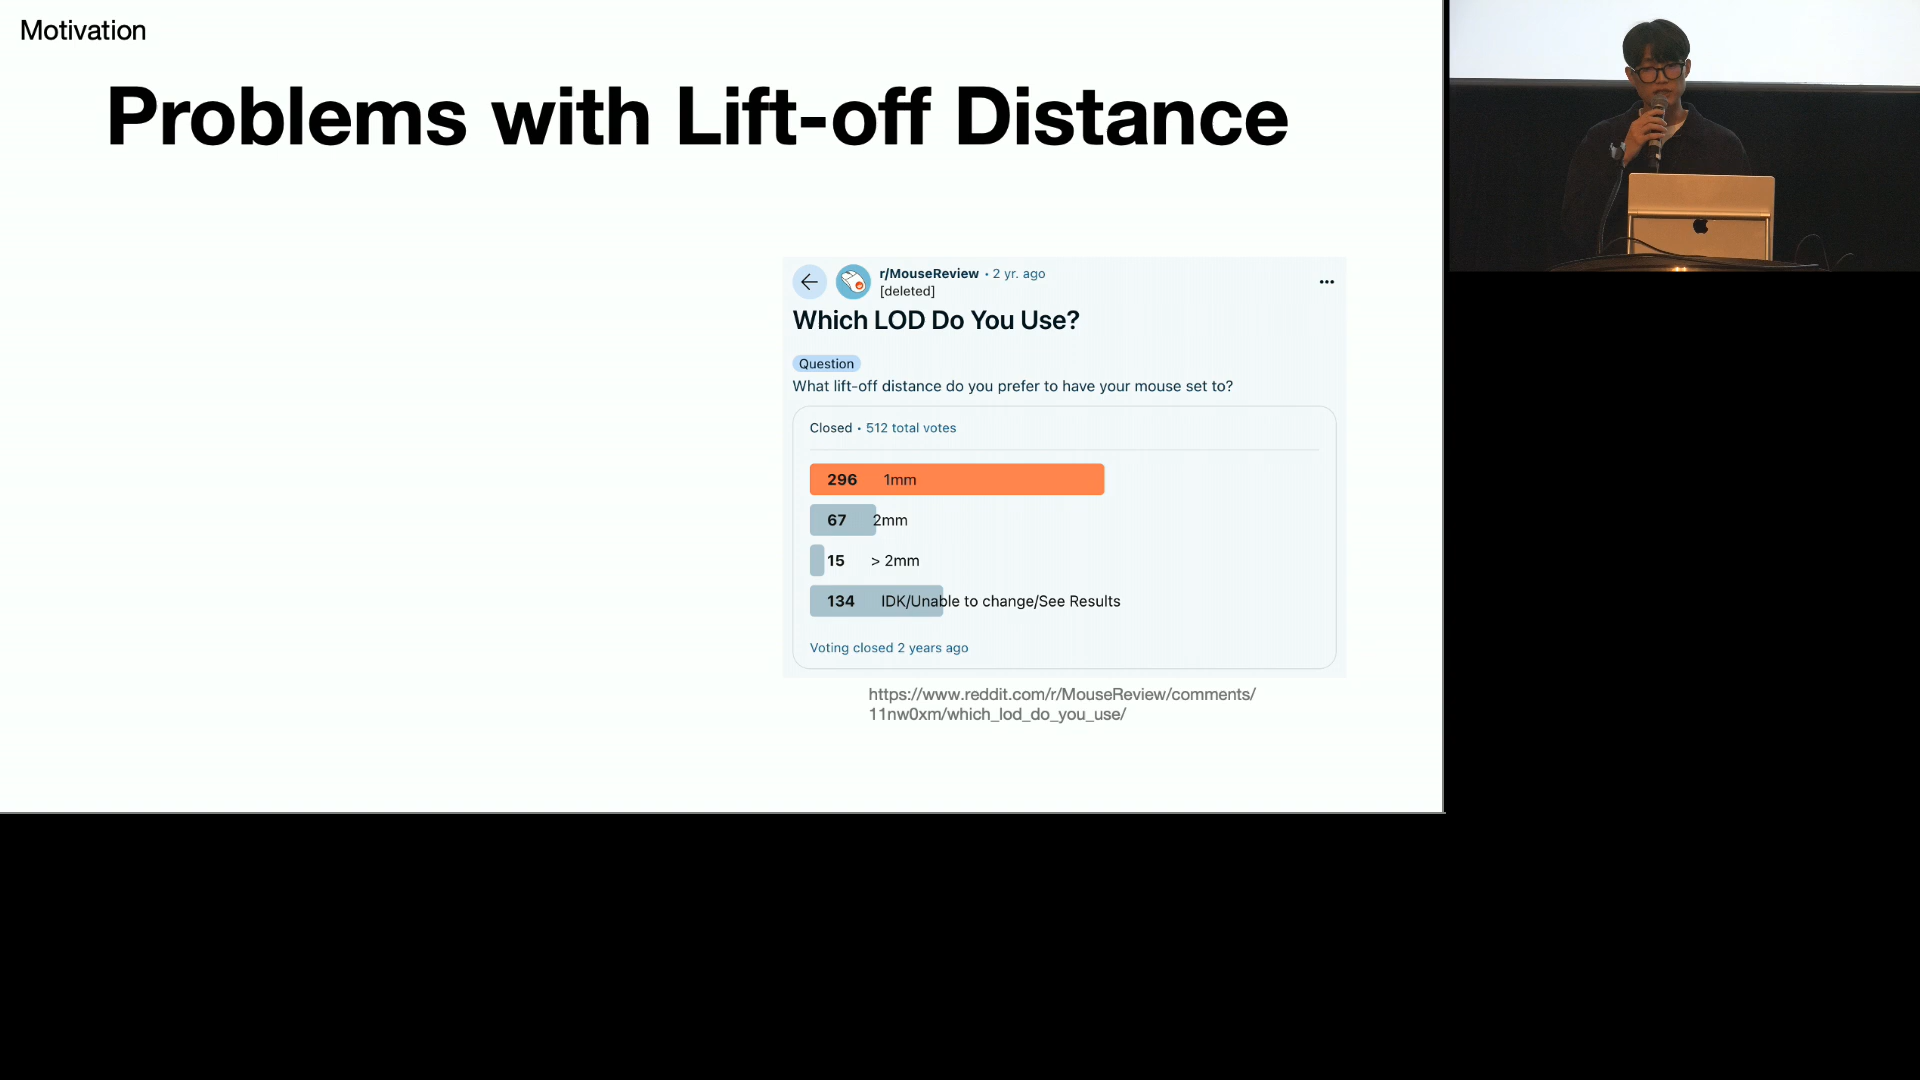 Motivation
Problems with Lift-off Distance
r/MouseReview • 2 yr. ago
[deleted]
Which LOD Do You Use?
Question
What lift-off distance do you prefer to have your mouse set to?
Closed • 512 total votes
296 1mm
67 2mm
15 > 2mm
134 IDK/Unable to change/See Results
Voting closed 2 years ago
https://www.reddit.com/r/MouseReview/comments/
11nw0xm/which_lod_do_you_use/